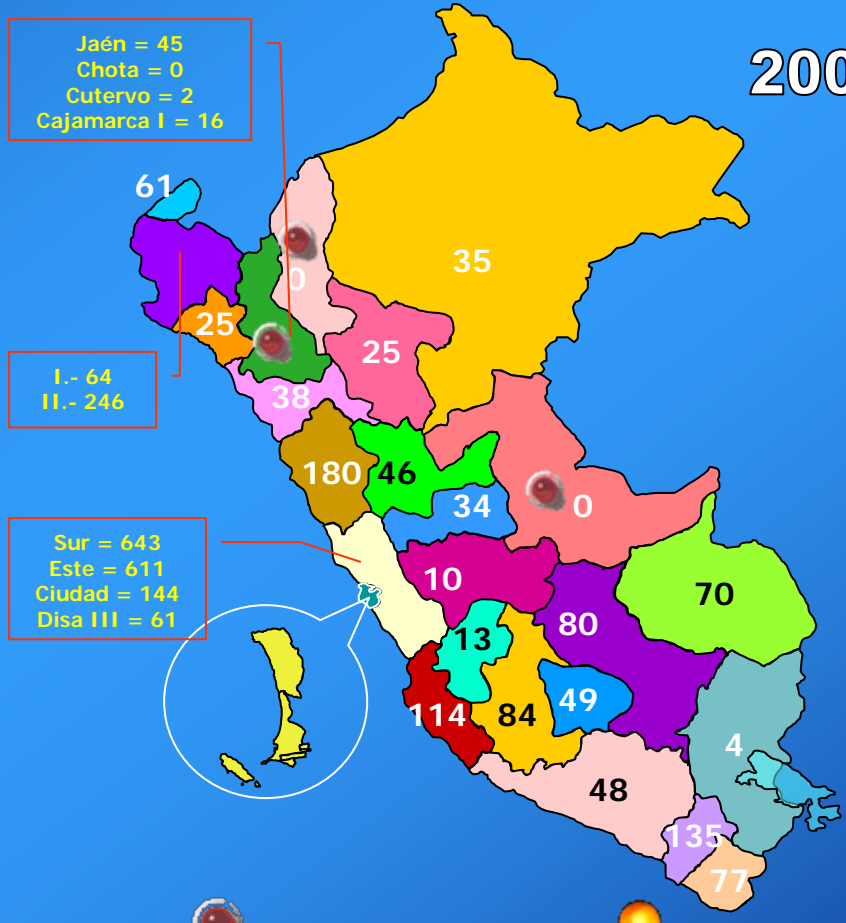 Jaén = 45
Chota = 0
Cutervo = 2
Cajamarca I = 16
200
61
35
0
25
25
I.- 64
II.- 246
38
180
46
34
0
Sur = 643
Este = 611
Ciudad = 144
Disa III = 61
10
70
80
13
49
114
84
4
48
135
77